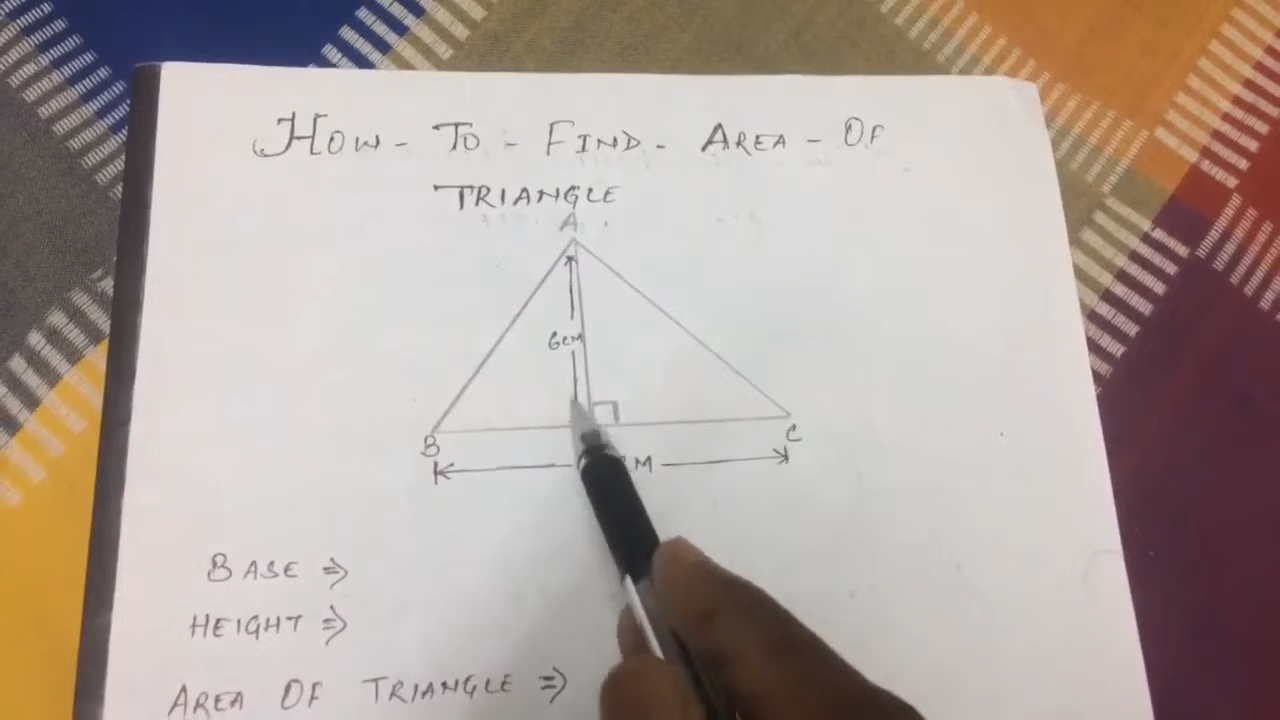 HOW - TO - FIND - AREA - OF
TRIANGLE
A
6CM
B
C
BASE ⇒
HEIGHT ⇒
AREA OF TRIANGLE ⇒